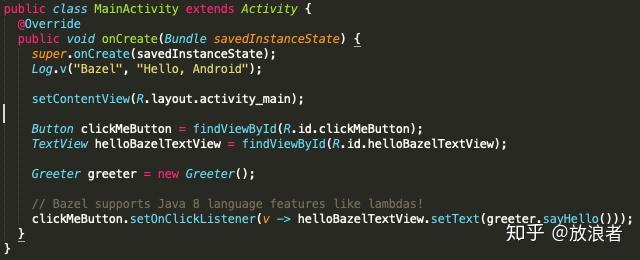 public class MainActivity extends Activity {
  @Override
  public void onCreate(Bundle savedInstanceState) {
    super.onCreate(savedInstanceState);
    Log.v("Bazel", "Hello, Android");

    setContentView(R.layout.activity_main);

    Button clickMeButton = findViewById(R.id.clickMeButton);
    TextView helloBazelTextView = findViewById(R.id.helloBazelTextView);

    Greeter greeter = new Greeter();

    // Bazel supports Java 8 language features like lambdas!
    clickMeButton.setOnClickListener(v -> helloBazelTextView.setText(greeter.sayHello()));
  }
}
知乎 @放浪者